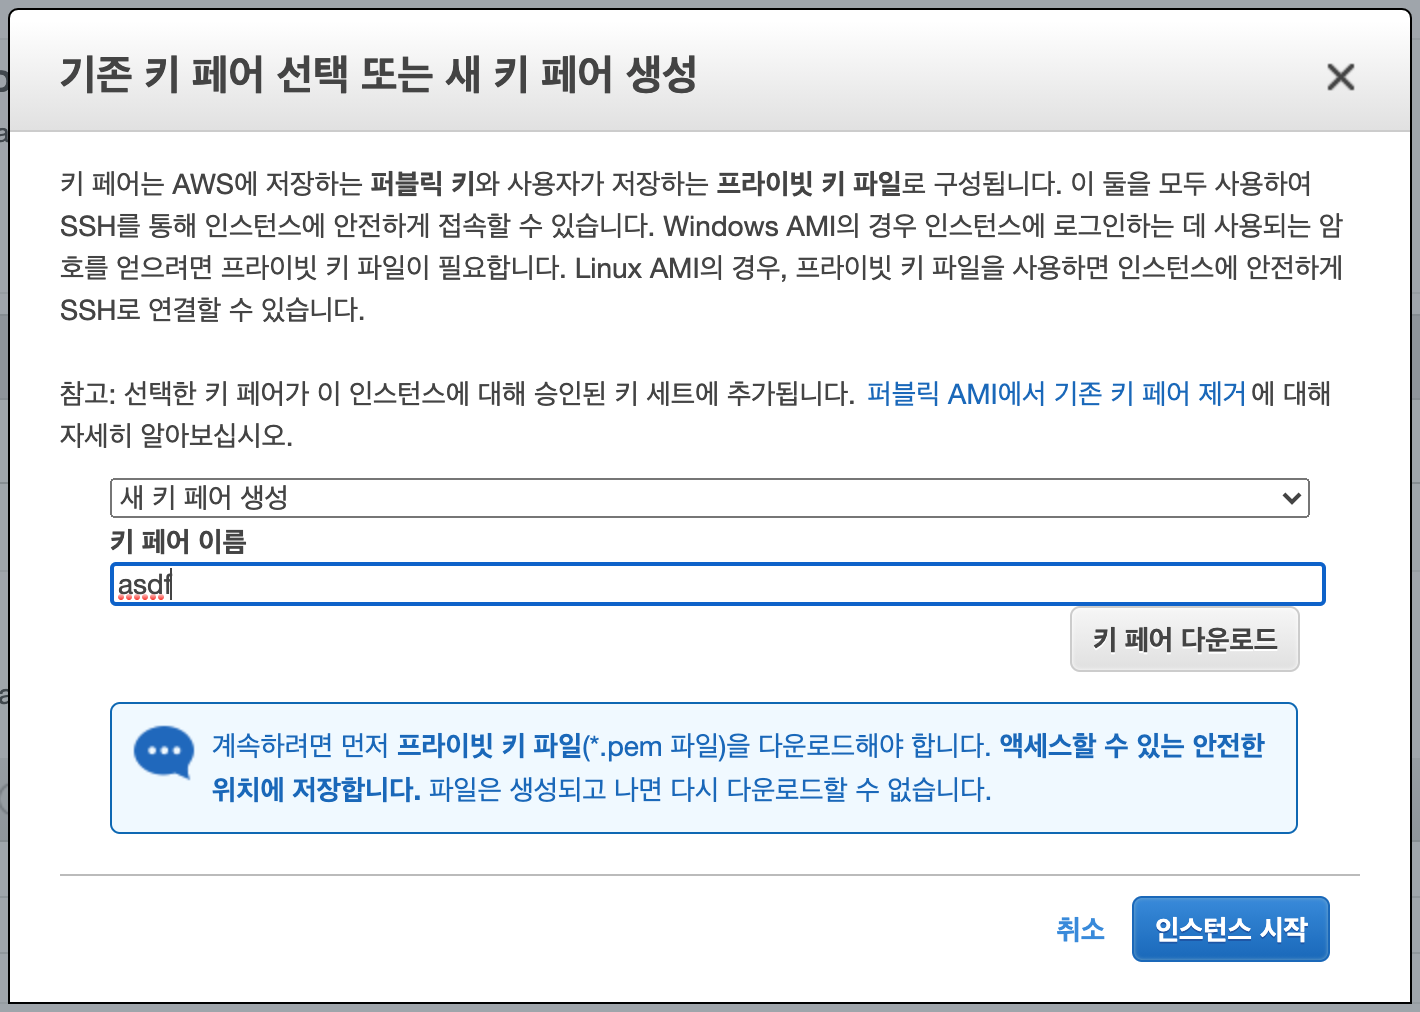 기존 키 페어 선택 또는 새 키 페어 생성
키 페어는 AWS에 저장하는 퍼블릭 키와 사용자가 저장하는 프라이빗 키 파일로 구성됩니다. 이 둘을 모두 사용하여
SSH를 통해 인스턴스에 안전하게 접속할 수 있습니다. Windows AMI의 경우 인스턴스에 로그인하는 데 사용되는 암
호를 얻으려면 프라이빗 키 파일이 필요합니다. Linux AMI의 경우, 프라이빗 키 파일을 사용하면 인스턴스에 안전하게
SSH로 연결할 수 있습니다.
참고: 선택한 키 페어가 이 인스턴스에 대해 승인된 키 세트에 추가됩니다. 퍼블릭 AMI에서 기존 키 페어 제거에 대해
자세히 알아보십시오.
새 키 페어 생성
키 페어 이름
asdf
키 페어 다운로드
계속하려면 먼저 프라이빗 키 파일(*.pem 파일)을 다운로드해야 합니다. 액세스할 수 있는 안전한
위치에 저장합니다. 파일은 생성되고 나면 다시 다운로드할 수 없습니다.
취소
인스턴스 시작